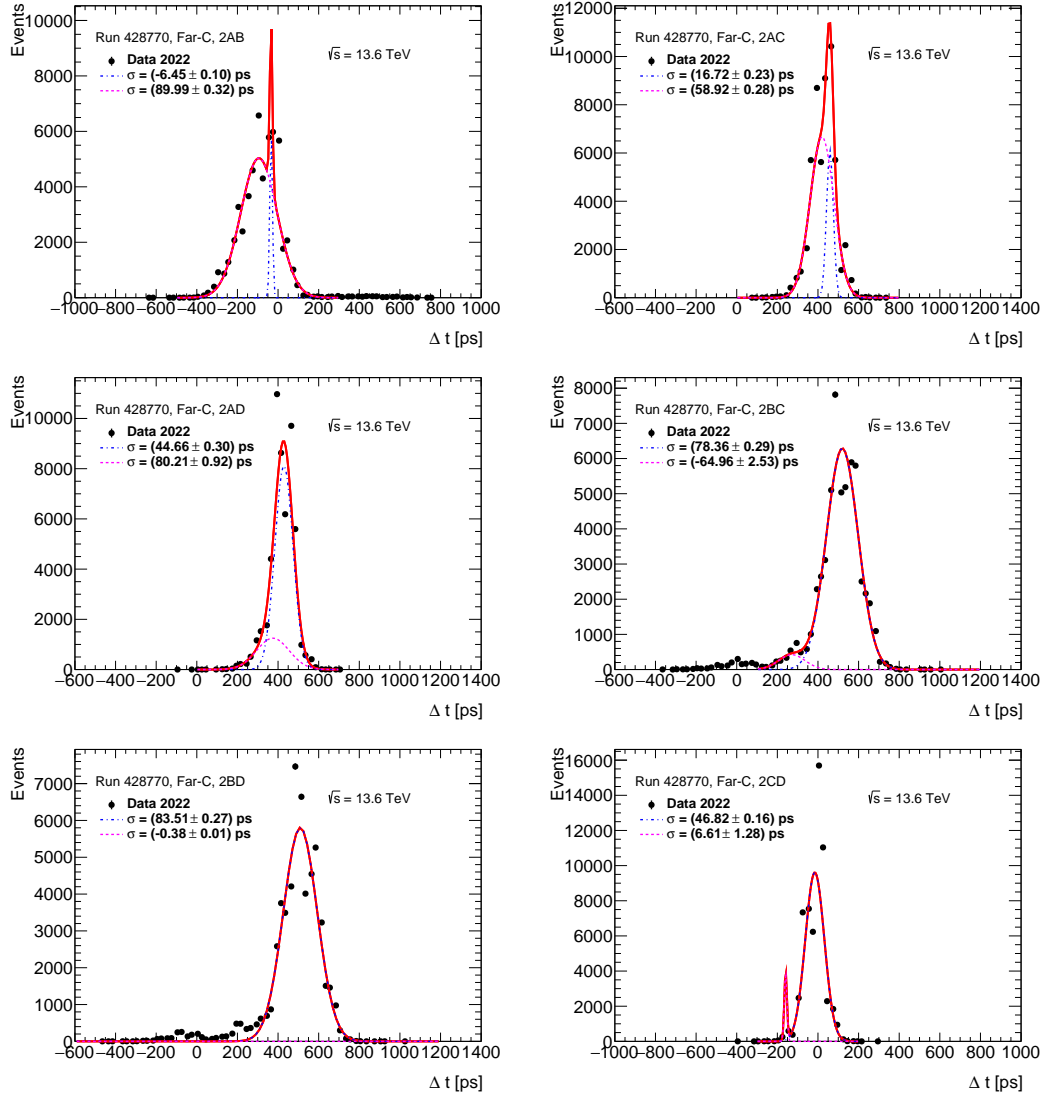 Events
10000
8000
6000
4000
2000
0
Run 428770, Far-C, 2AB
Data 2022
σ = (-6.45 ± 0.10) ps
σ = (89.99 ± 0.32) ps
√s = 13.6 TeV
−1000 −800 −600 −400 −200 0 200 400 600 800 1000
Δ t [ps]
Events
12000
10000
8000
6000
4000
2000
0
Run 428770, Far-C, 2AC
Data 2022
σ = (16.72 ± 0.23) ps
σ = (58.92 ± 0.28) ps
√s = 13.6 TeV
−600 −400 −200 0 200 400 600 800 1000 1200 1400
Δ t [ps]
Events
10000
8000
6000
4000
2000
0
Run 428770, Far-C, 2AD
Data 2022
σ = (44.66 ± 0.30) ps
σ = (80.21 ± 0.92) ps
√s = 13.6 TeV
−600 −400 −200 0 200 400 600 800 1000 1200 1400
Δ t [ps]
Events
8000
7000
6000
5000
4000
3000
2000
1000
0
Run 428770, Far-C, 2BC
Data 2022
σ = (78.36 ± 0.29) ps
σ = (-64.96 ± 2.53) ps
√s = 13.6 TeV
−600 −400 −200 0 200 400 600 800 1000 1200 1400
Δ t [ps]
Events
7000
6000
5000
4000
3000
2000
1000
0
Run 428770, Far-C, 2BD
Data 2022
σ = (83.51 ± 0.27) ps
σ = (-0.38 ± 0.01) ps
√s = 13.6 TeV
−600 −400 −200 0 200 400 600 800 1000 1200 1400
Δ t [ps]
Events
16000
14000
12000
10000
8000
6000
4000
2000
0
Run 428770, Far-C, 2CD
Data 2022
σ = (46.82 ± 0.16) ps
σ = (6.61 ± 1.28) ps
√s = 13.6 TeV
−1000 −800 −600 −400 −200 0 200 400 600 800 1000
Δ t [ps]